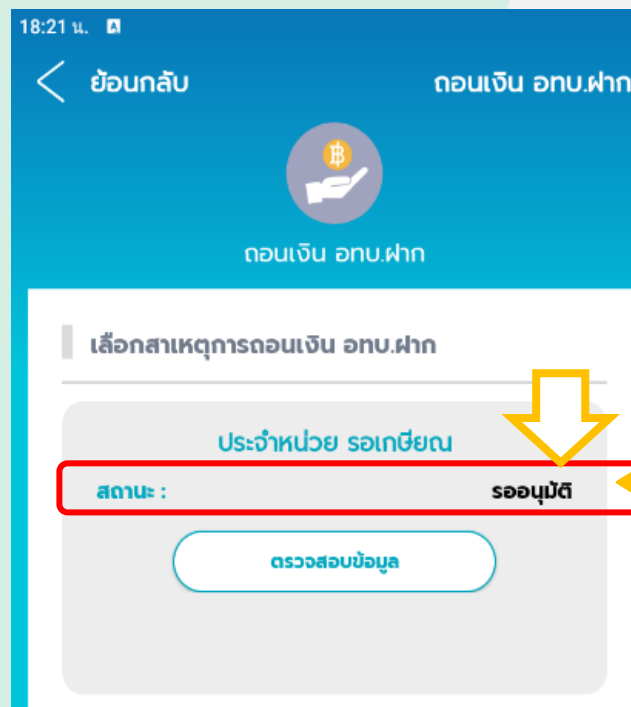 18:21 น. A
ย้อนกลับ
ถอนเงิน อทบ.ฝาก
฿
ถอนเงิน อทบ.ฝาก
เลือกสาเหตุการถอนเงิน อทบ.ฝาก
ประจำหน่วย รอเกษียณ
สถานะ : รออนุมัติ
ตรวจสอบข้อมูล